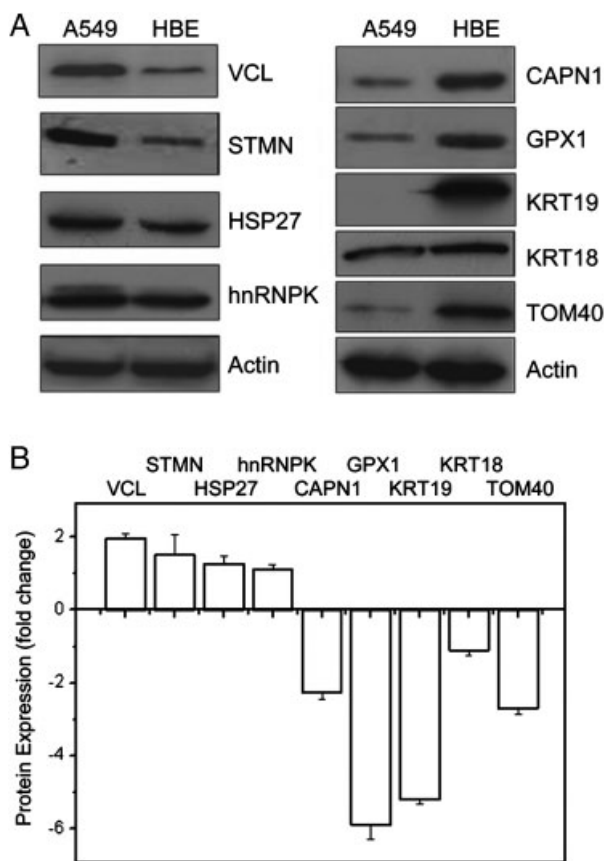 A
A549 HBE
VCL
STMN
HSP27
hnRNPK
Actin
A549 HBE
CAPN1
GPX1
KRT19
KRT18
TOM40
Actin
B
STMN hnRNPK GPX1 KRT18
VCL HSP27 CAPN1 KRT19 TOM40
Protein Expression (fold change)
2
0
-2
-4
-6